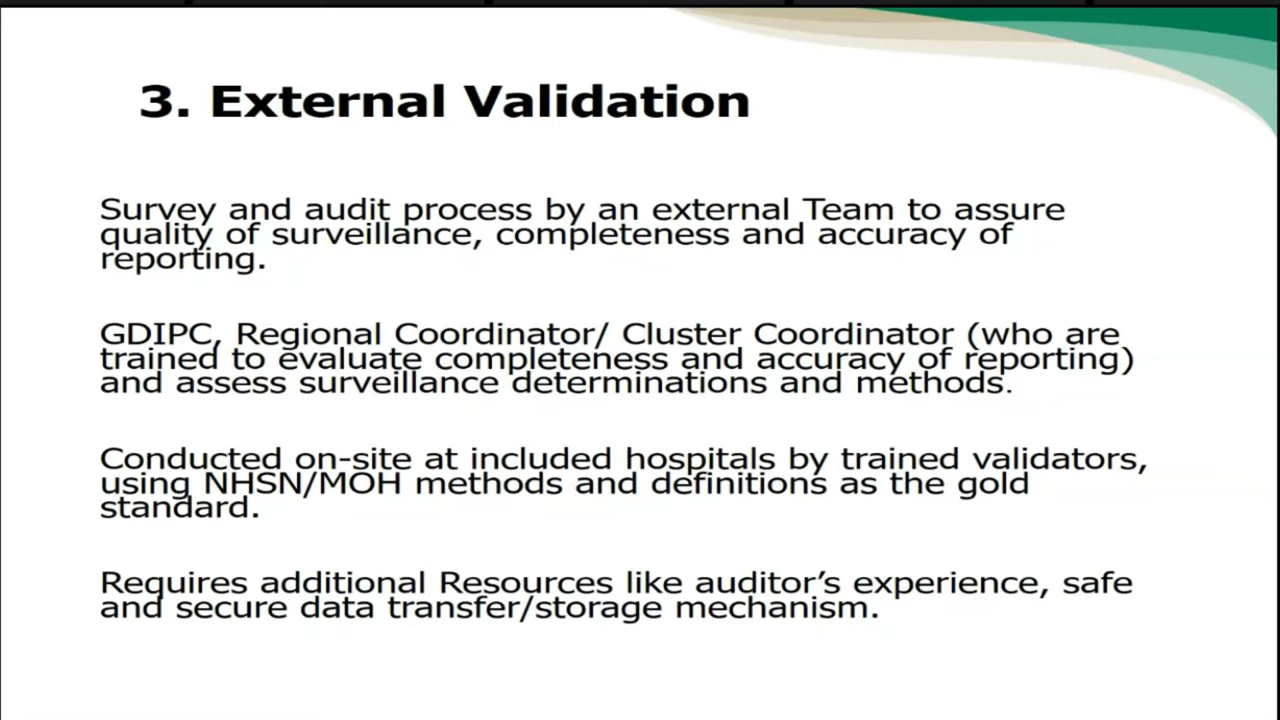 3. External Validation
Survey and audit process by an external Team to assure
quality of surveillance, completeness and accuracy of
reporting.
GDIPC, Regional Coordinator/ Cluster Coordinator (who are
trained to evaluate completeness and accuracy of reporting)
and assess surveillance determinations and methods.
Conducted on-site at included hospitals by trained validators,
using NHSN/MOH methods and definitions as the gold
standard.
Requires additional Resources like auditor’s experience, safe
and secure data transfer/storage mechanism.